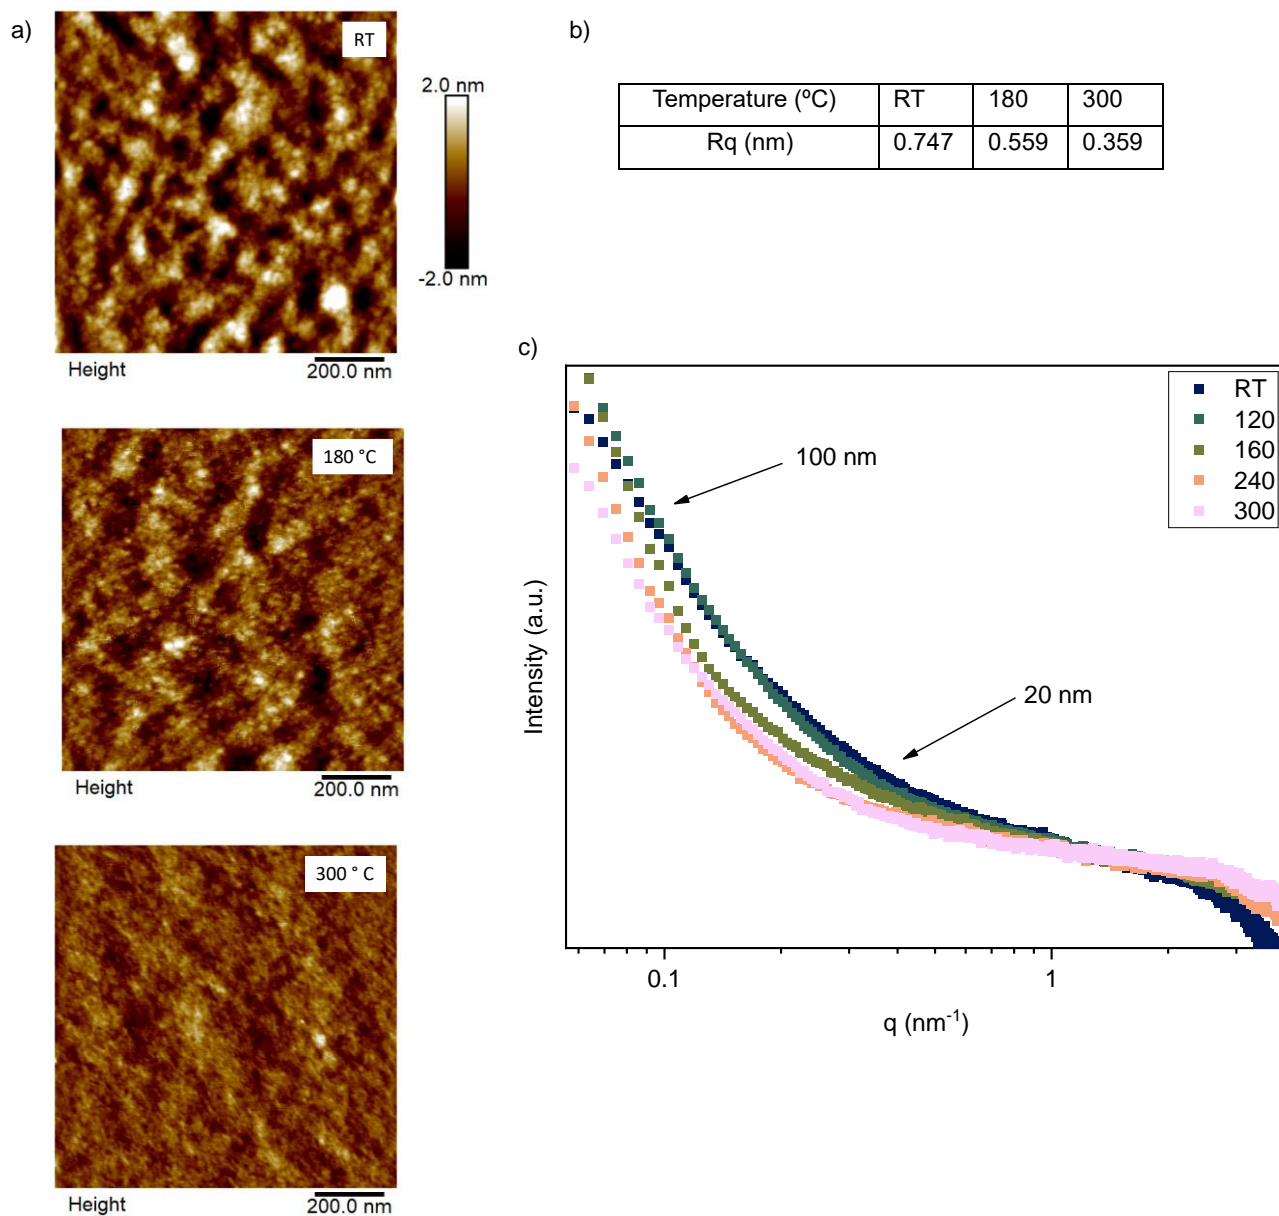 a)
RT
2.0 nm
-2.0 nm
Height
200.0 nm
180 °C
Height
200.0 nm
300 ° C
Height
200.0 nm
b)
Temperature (ºC) RT 180 300
Rq (nm) 0.747 0.559 0.359
c)
RT
120
160
240
300
100 nm
20 nm
Intensity (a.u.)
0.1 1
q (nm⁻¹)